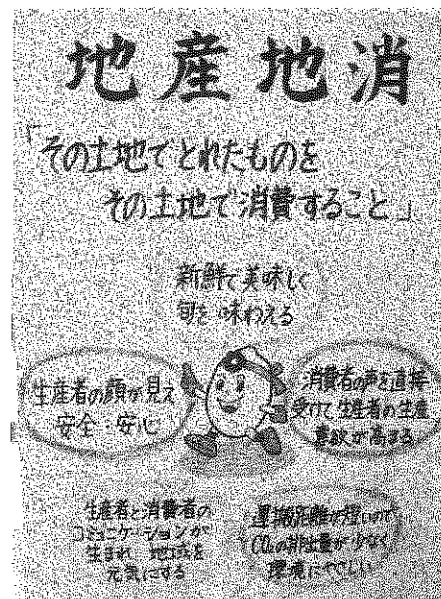 地産地消
「その土地でとれたものを
その土地で消費すること」
新鮮で美味しく
旬を味わえる
生産者の顔が見え
安全・安心
消費者の声を直接
受けて生産者の生産
意欲が高まる
生産者と消費者の
コミュニケーションが
生まれ 地域を
元気にする
運搬距離が短いので
CO₂の排出量が少なく
環境にやさしい